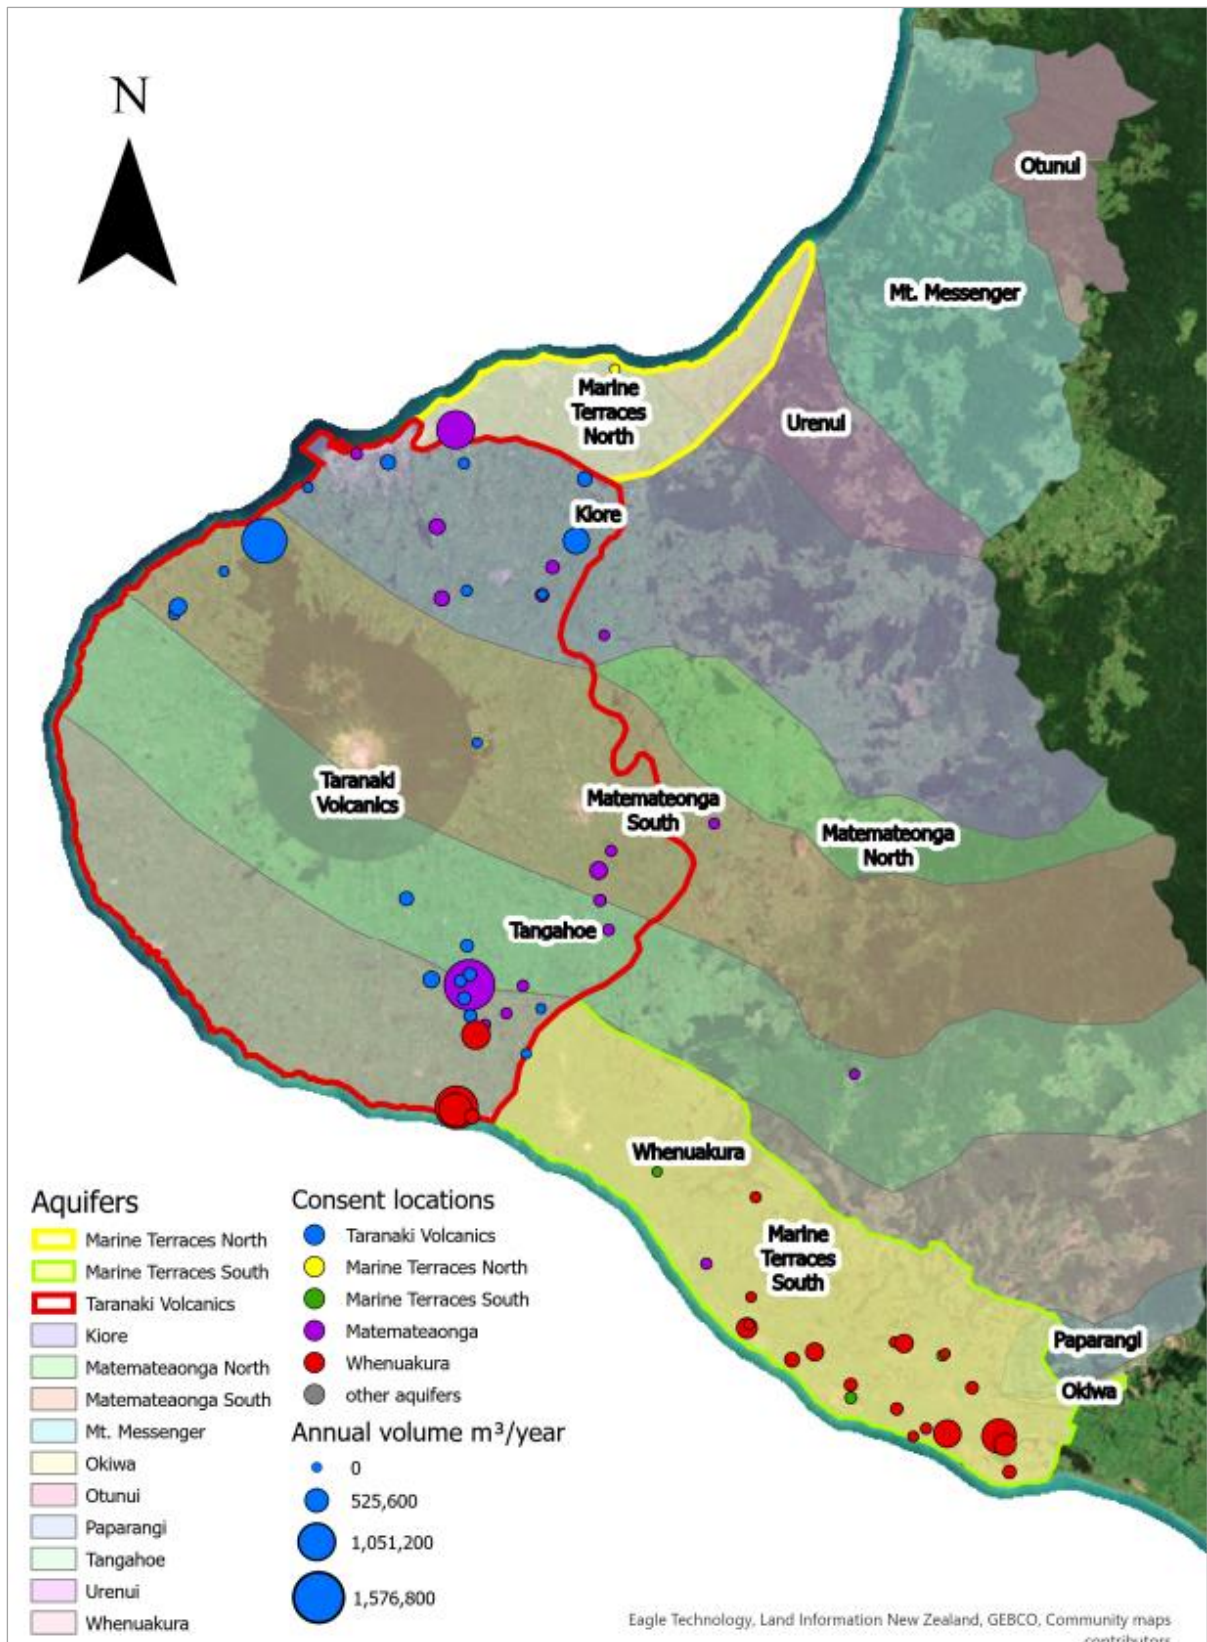 N
Otunui
Mt. Messenger
Marine
Terraces
North
Urenui
Kiore
Taranaki
Volcanics
Matemateonga
South
Matemateonga
North
Tangahoe
Whenuakura
Marine
Terraces
South
Paparangi
Okiwa
Aquifers
Marine Terraces North
Marine Terraces South
Taranaki Volcanics
Kiore
Matemateaonga North
Matemateaonga South
Mt. Messenger
Okiwa
Otunui
Paparangi
Tangahoe
Urenui
Whenuakura
Consent locations
Taranaki Volcanics
Marine Terraces North
Marine Terraces South
Matemateaonga
Whenuakura
other aquifers
Annual volume m³/year
0
525,600
1,051,200
1,576,800
Eagle Technology, Land Information New Zealand, GEBCO, Community maps
contributors